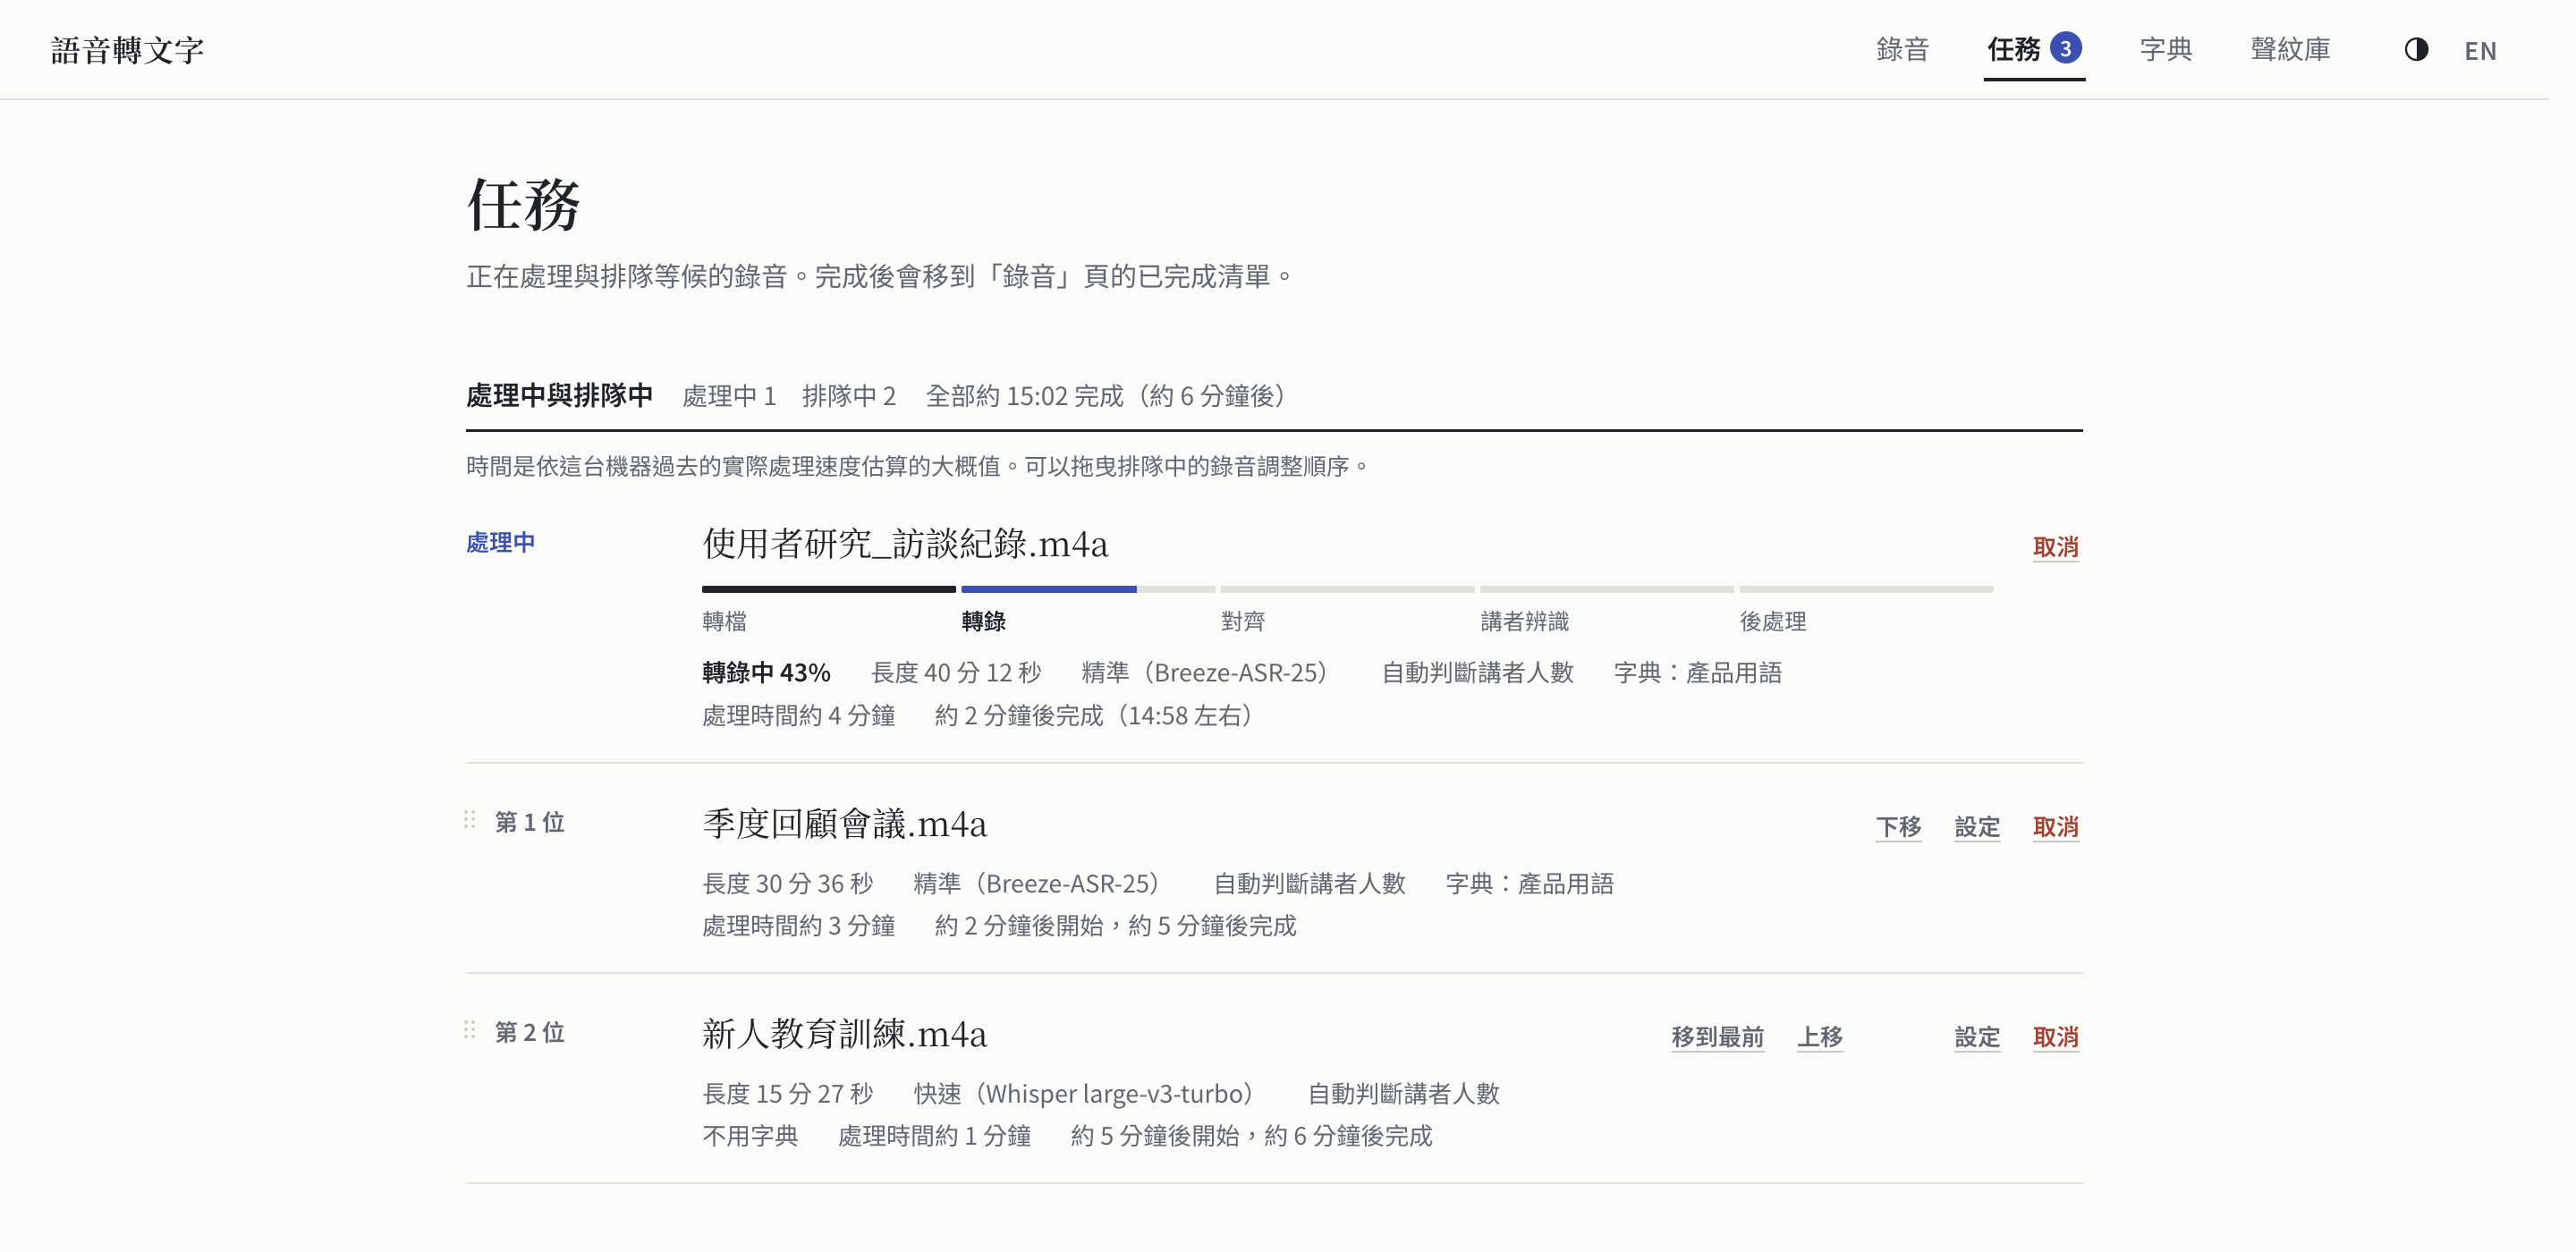 語音轉文字
錄音 任務 3 字典 聲紋庫 EN
任務
正在處理與排隊等候的錄音。完成後會移到「錄音」頁的已完成清單。
處理中與排隊中 處理中 1 排隊中 2 全部約 15:02 完成（約 6 分鐘後）
時間是依這台機器過去的實際處理速度估算的大概值。可以拖曳排隊中的錄音調整順序。
處理中 使用者研究_訪談紀錄.m4a 取消
轉檔 轉錄 對齊 講者辨識 後處理
轉錄中 43% 長度 40 分 12 秒 精準（Breeze-ASR-25） 自動判斷講者人數 字典：產品用語
處理時間約 4 分鐘 約 2 分鐘後完成（14:58 左右）
第 1 位 季度回顧會議.m4a 下移 設定 取消
長度 30 分 36 秒 精準（Breeze-ASR-25） 自動判斷講者人數 字典：產品用語
處理時間約 3 分鐘 約 2 分鐘後開始，約 5 分鐘後完成
第 2 位 新人教育訓練.m4a 移到最前 上移 設定 取消
長度 15 分 27 秒 快速（Whisper large-v3-turbo） 自動判斷講者人數
不用字典 處理時間約 1 分鐘 約 5 分鐘後開始，約 6 分鐘後完成